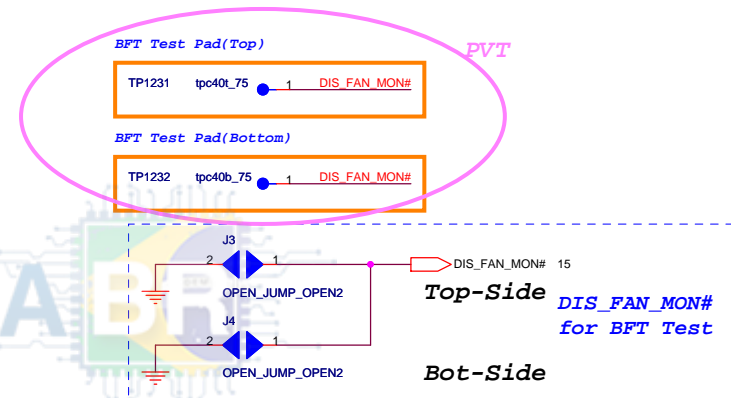 BFT Test Pad(Top)
PVT
TP1231 tpc40t_75 1 DIS_FAN_MON#
BFT Test Pad(Bottom)
TP1232 tpc40b_75 1 DIS_FAN_MON#
J3
2 1
DIS_FAN_MON# 15
OPEN_JUMP_OPEN2
Top-Side
DIS_FAN_MON#
for BFT Test
J4
2 1
OPEN_JUMP_OPEN2
Bot-Side
ABR